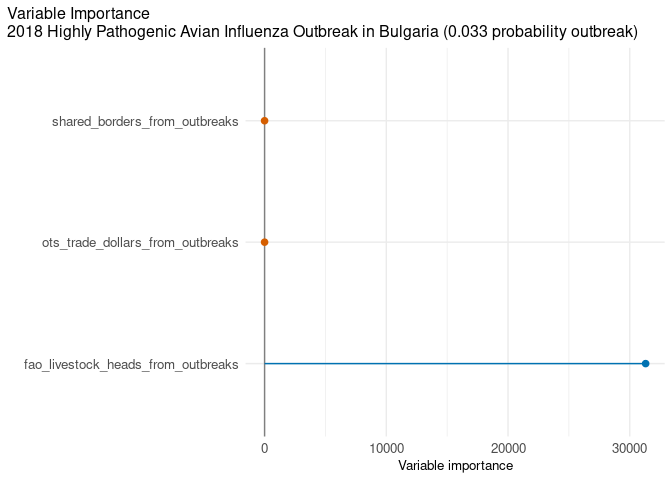 Variable Importance
2018 Highly Pathogenic Avian Influenza Outbreak in Bulgaria (0.033 probability outbreak)
shared_borders_from_outbreaks
ots_trade_dollars_from_outbreaks
fao_livestock_heads_from_outbreaks
0 10000 20000 30000
Variable importance